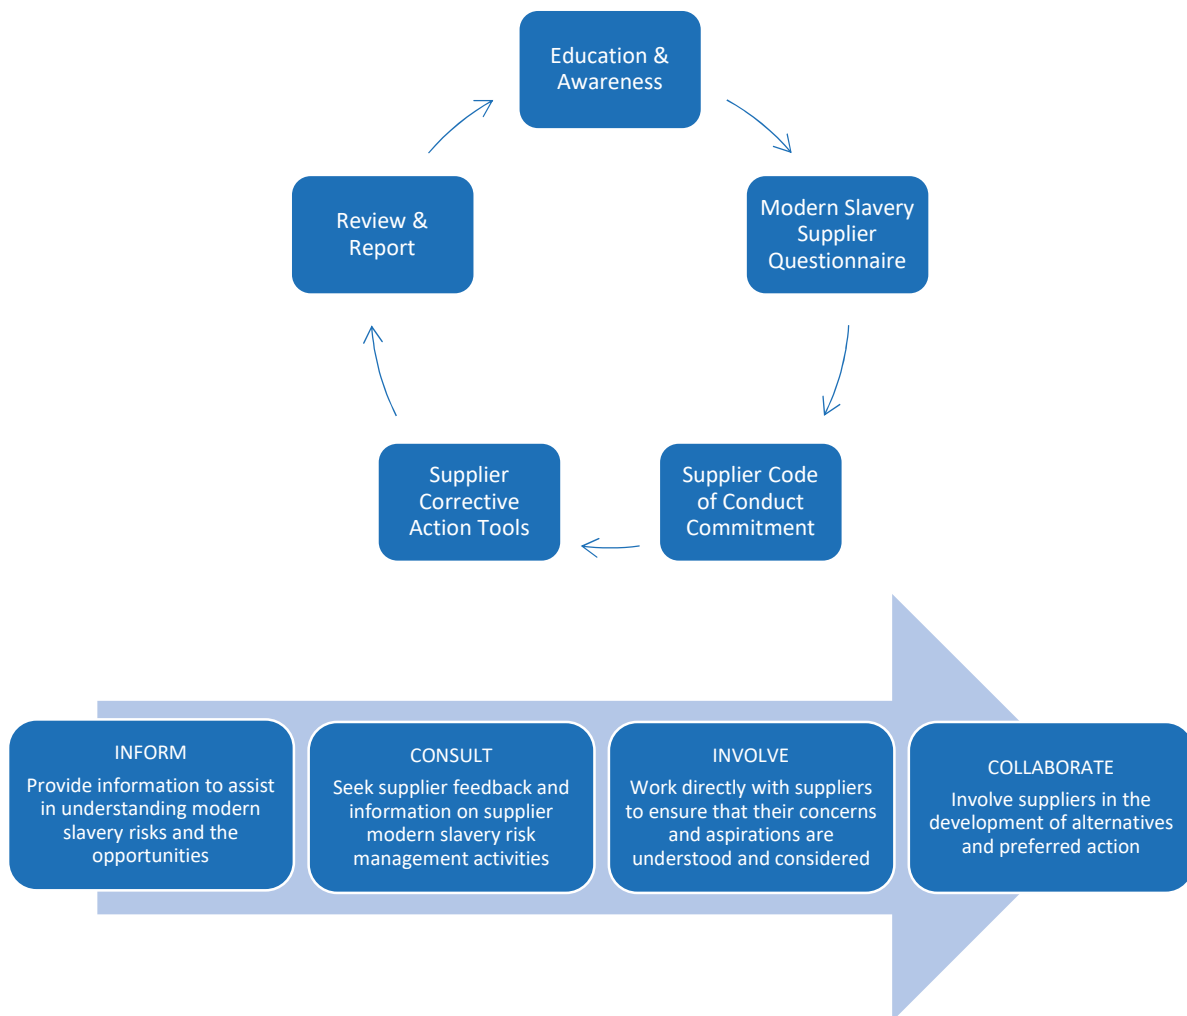 Education &
Awareness
Modern Slavery
Supplier
Questionnaire
Supplier Code
of Conduct
Commitment
Supplier
Corrective
Action Tools
Review &
Report
INFORM
Provide information to assist
in understanding modern
slavery risks and the
opportunities
CONSULT
Seek supplier feedback and
information on supplier
modern slavery risk
management activities
INVOLVE
Work directly with suppliers
to ensure that their concerns
and aspirations are
understood and considered
COLLABORATE
Involve suppliers in the
development of alternatives
and preferred action